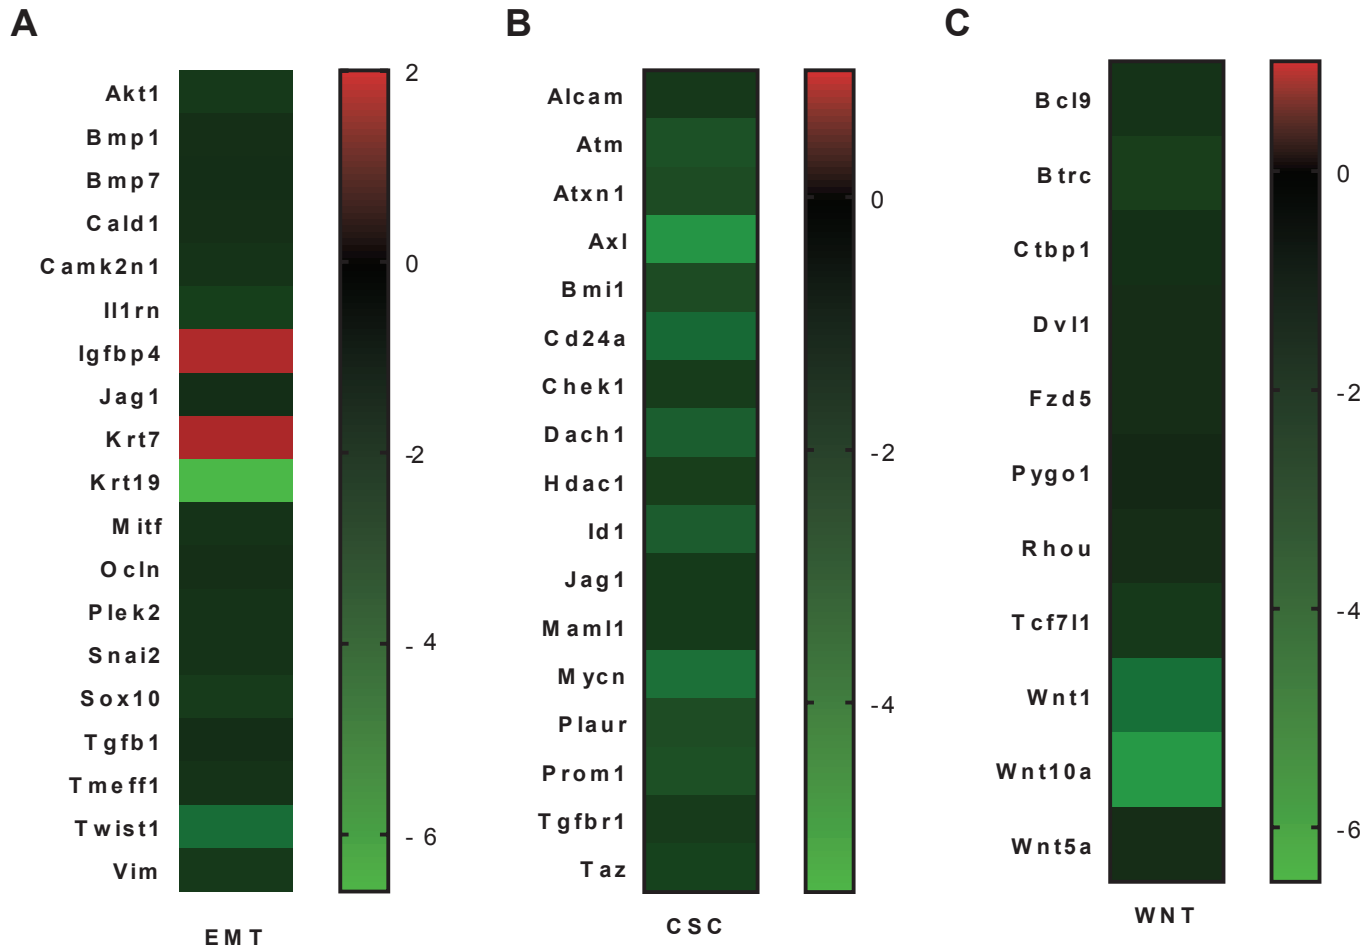 A
B
C
Akt1
Bmp1
Bmp7
Cald1
Camk2n1
Il1rn
Igfbp4
Jag1
Krt7
Krt19
Mitf
Ocln
Plek2
Snai2
Sox10
Tgfb1
Tmeff1
Twist1
Vim
EMT
2
0
-2
- 4
- 6
Alcam
Atm
Atxn1
Axl
Bmi1
Cd24a
Chek1
Dach1
Hdac1
Id1
Jag1
Maml1
Mycn
Plaur
Prom1
Tgfbr1
Taz
CSC
0
-2
-4
Bcl9
Btrc
Ctbp1
Dvl1
Fzd5
Pygo1
Rhou
Tcf7l1
Wnt1
Wnt10a
Wnt5a
WNT
0
-2
-4
-6